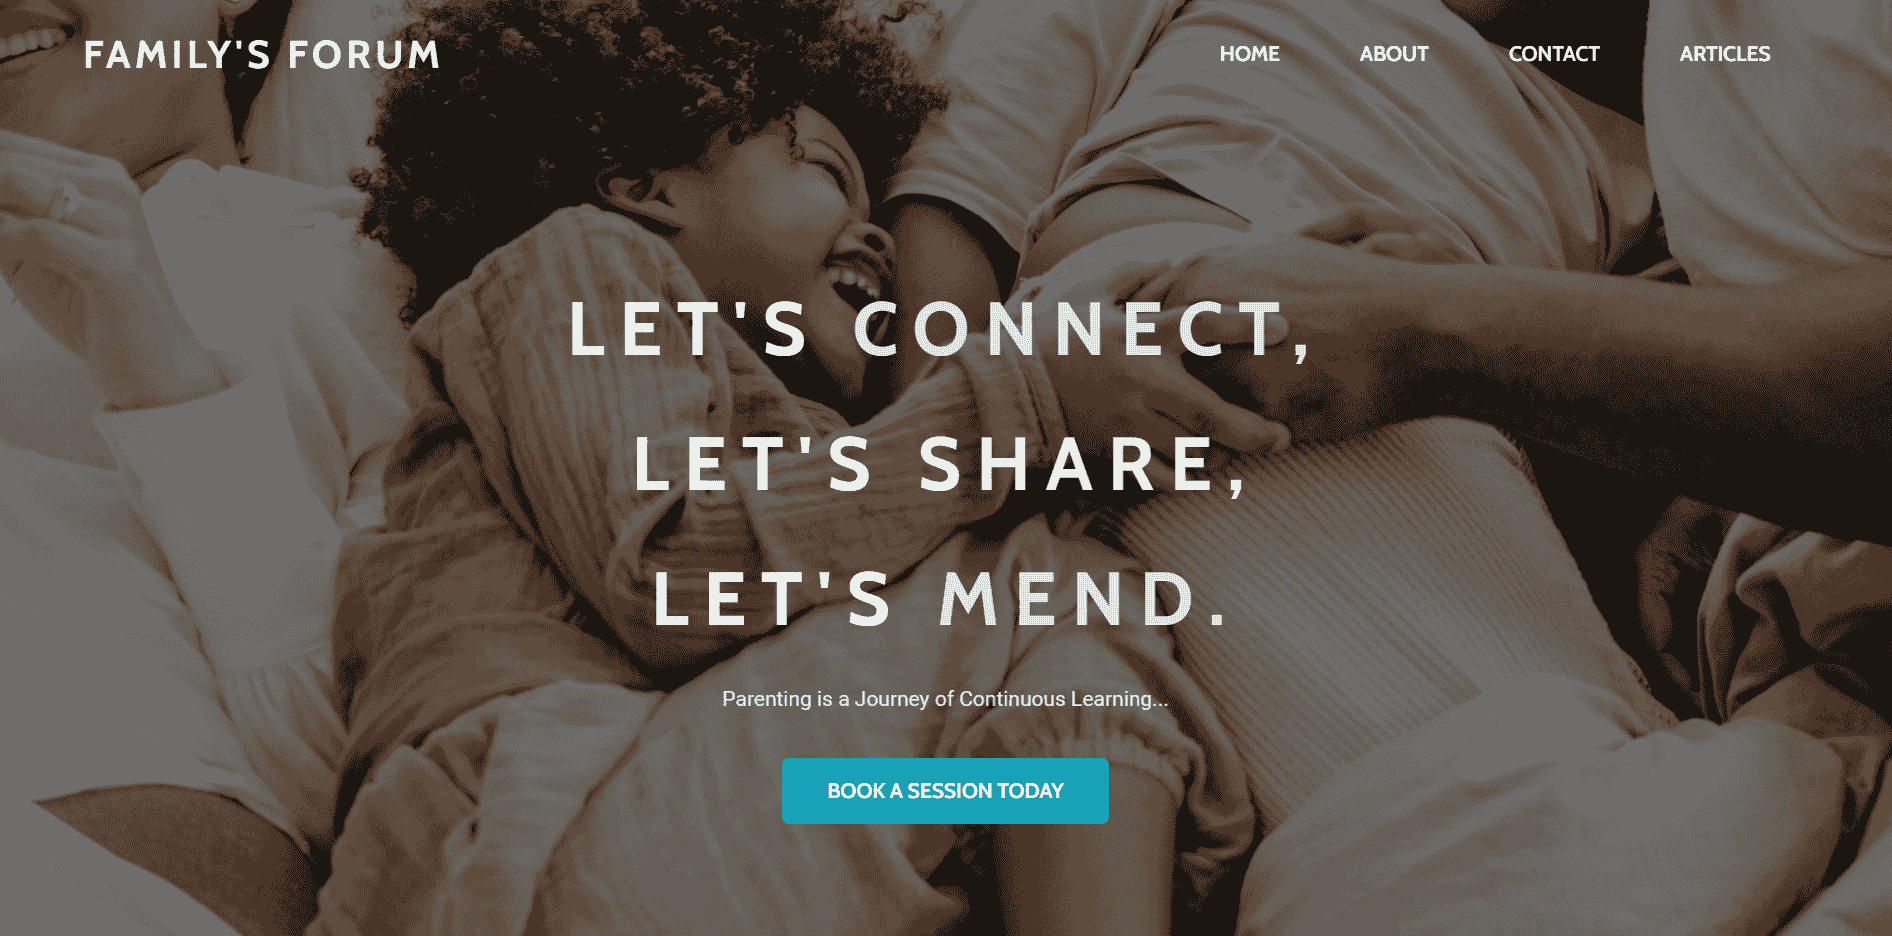 FAMILY'S FORUM
HOME ABOUT CONTACT ARTICLES
LET'S CONNECT,
LET'S SHARE,
LET'S MEND.
Parenting is a Journey of Continuous Learning...
BOOK A SESSION TODAY